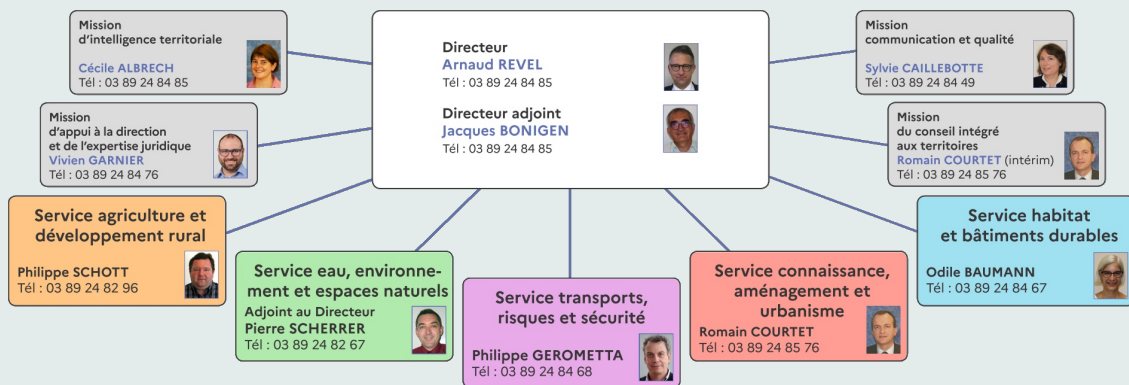 Mission
d'intelligence territoriale
Cécile ALBRECH
Tél : 03 89 24 84 85
Directeur
Arnaud REVEL
Tél : 03 89 24 84 85
Directeur adjoint
Jacques BONIGEN
Tél : 03 89 24 84 85
Mission
communication et qualité
Sylvie CAILLEBOTTE
Tél : 03 89 24 84 49
Mission
d'appui à la direction
et de l'expertise juridique
Vivien GARNIER
Tél : 03 89 24 84 76
Mission
du conseil intégré
aux territoires
Romain COURTET (intérim)
Tél : 03 89 24 85 76
Service agriculture et
développement rural
Philippe SCHOTT
Tél : 03 89 24 82 96
Service eau, environne-
ment et espaces naturels
Adjoint au Directeur
Pierre SCHERRER
Tél : 03 89 24 82 67
Service transports,
risques et sécurité
Philippe GEROMETTA
Tél : 03 89 24 84 68
Service connaissance,
aménagement et
urbanisme
Romain COURTET
Tél : 03 89 24 85 76
Service habitat
et bâtiments durables
Odile BAUMANN
Tél : 03 89 24 84 67